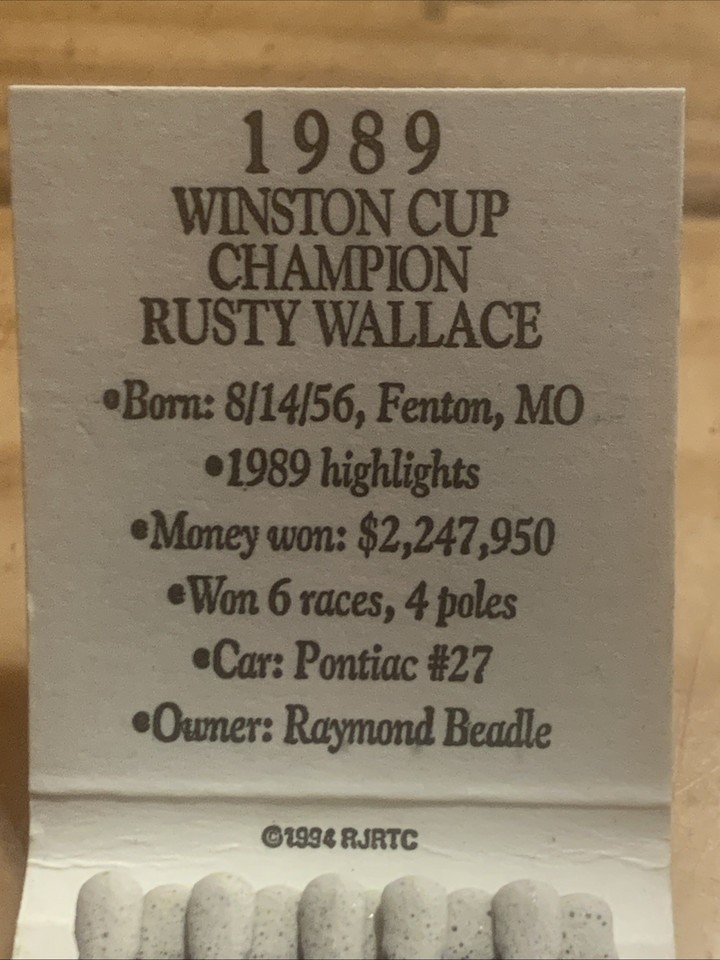 1989
WINSTON CUP
CHAMPION
RUSTY WALLACE
•Born: 8/14/56, Fenton, MO
•1989 highlights
•Money won: $2,247,950
•Won 6 races, 4 poles
•Car: Pontiac #27
•Owner: Raymond Beadle
©1994 RJRTC